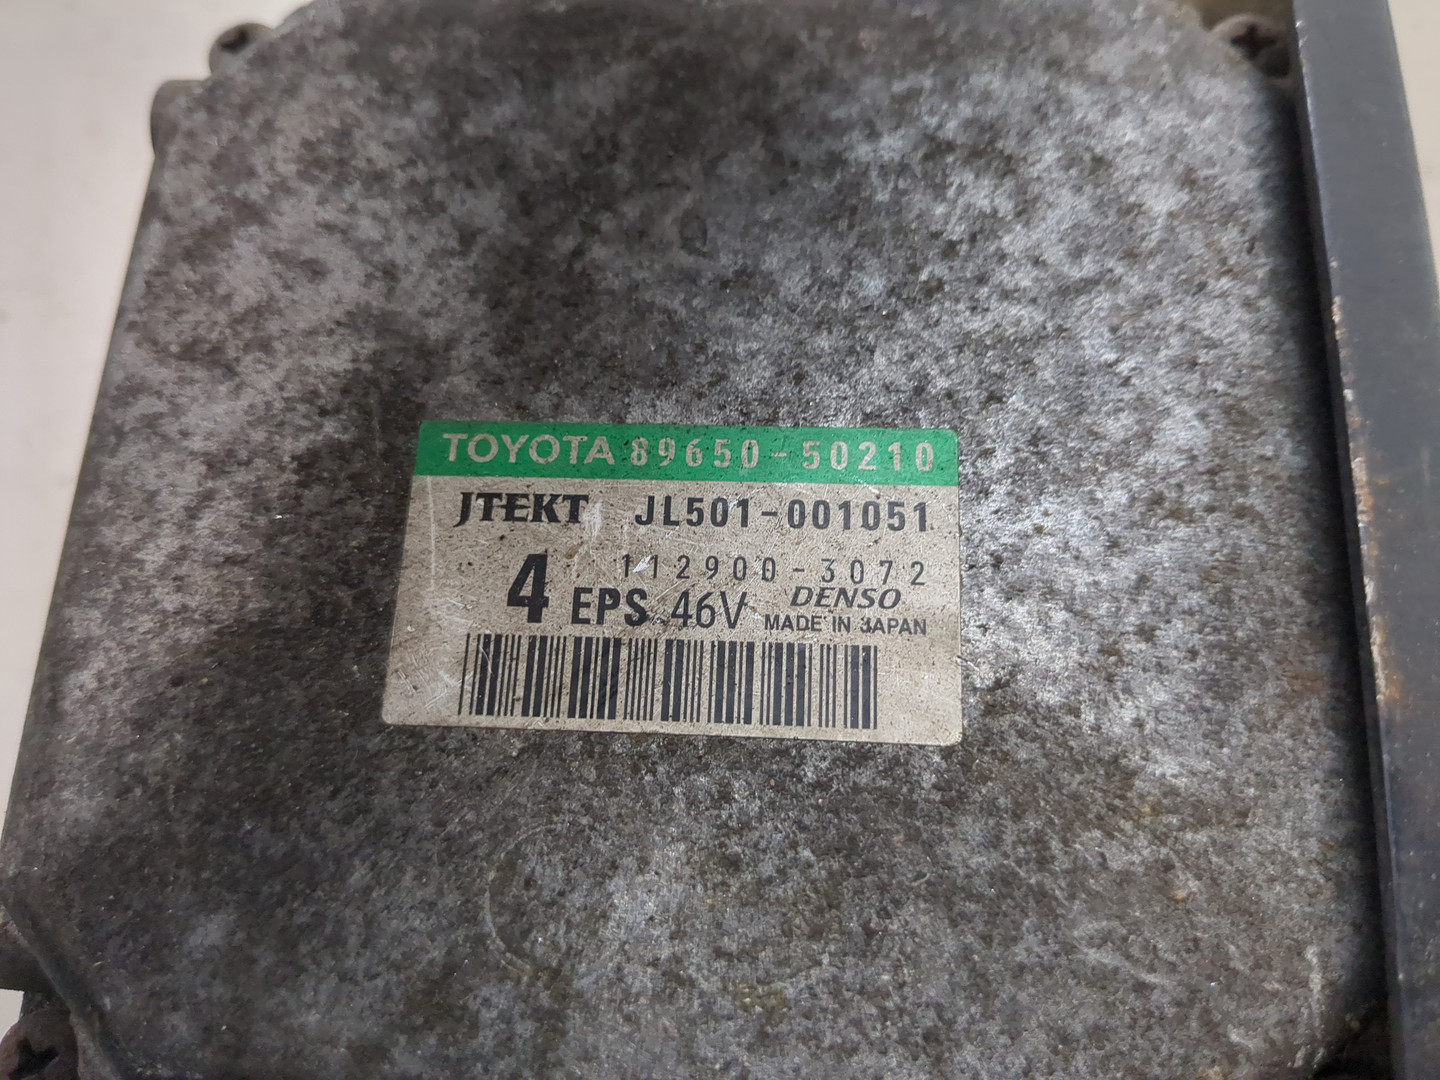 TOYOTA 89650-50210
JTEKT JL501-001051
112900-3072
4 EPS 46V DENSO
MADE IN JAPAN